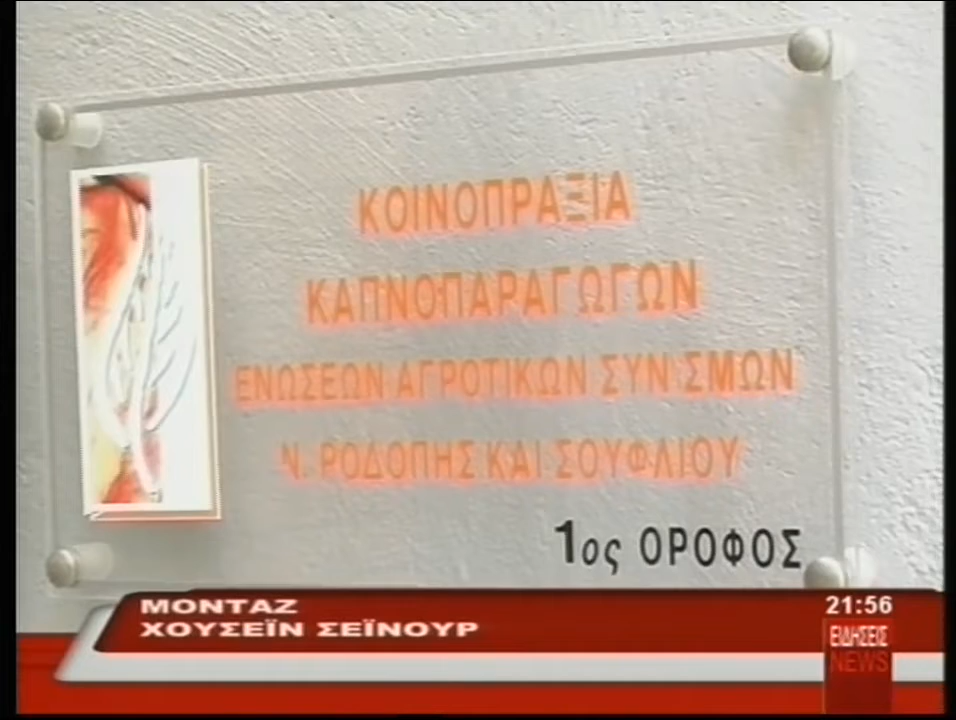 ΚΟΙΝΟΠΡΑΞΙΑ
ΚΑΠΝΟΠΑΡΑΓΩΓΩΝ
ΕΝΩΣΕΩΝ ΑΓΡΟΤΙΚΩΝ ΣΥΝ ΣΜΩΝ
Ν. ΡΟΔΟΠΗΣ ΚΑΙ ΣΟΥΦΛΙΟΥ
1ος ΟΡΟΦΟΣ
ΜΟΝΤΑΖ
ΧΟΥΣΕΪΝ ΣΕΪΝΟΥΡ
21:56
ΕΙΔΗΣΕΙΣ
NEWS